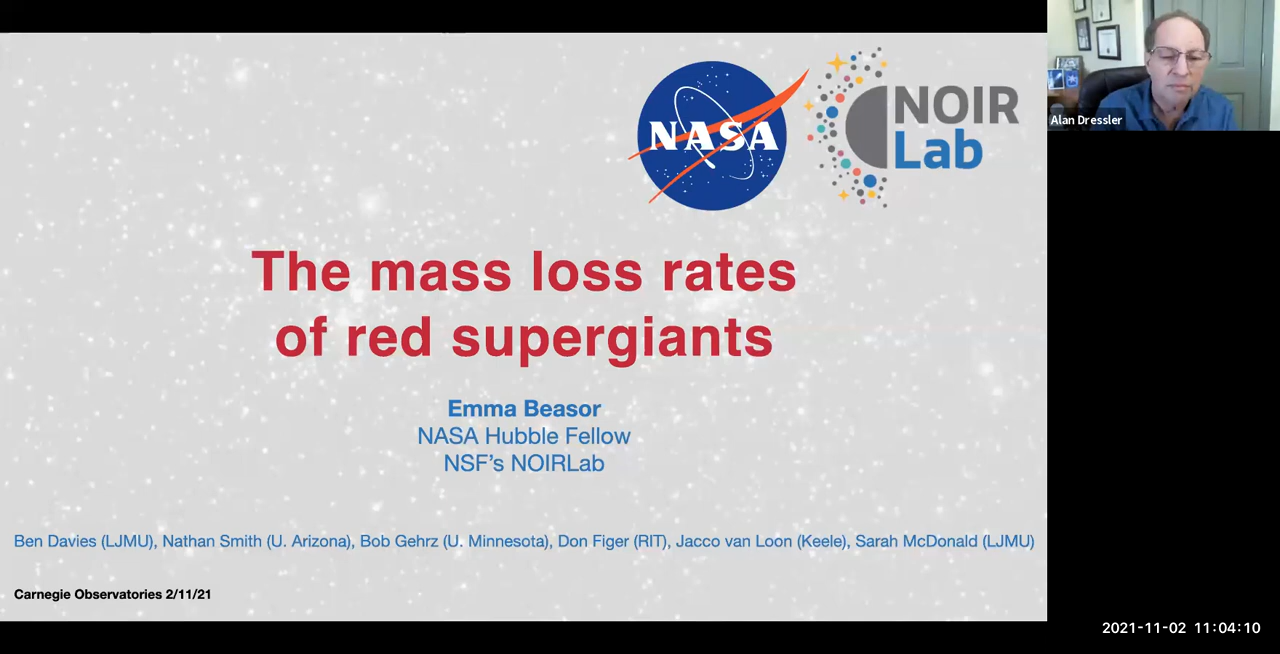 NASA
NOIR
Lab
Alan Dressler
The mass loss rates
of red supergiants
Emma Beasor
NASA Hubble Fellow
NSF's NOIRLab
Ben Davies (LJMU), Nathan Smith (U. Arizona), Bob Gehrz (U. Minnesota), Don Figer (RIT), Jacco van Loon (Keele), Sarah McDonald (LJMU)
Carnegie Observatories 2/11/21
2021-11-02 11:04:10